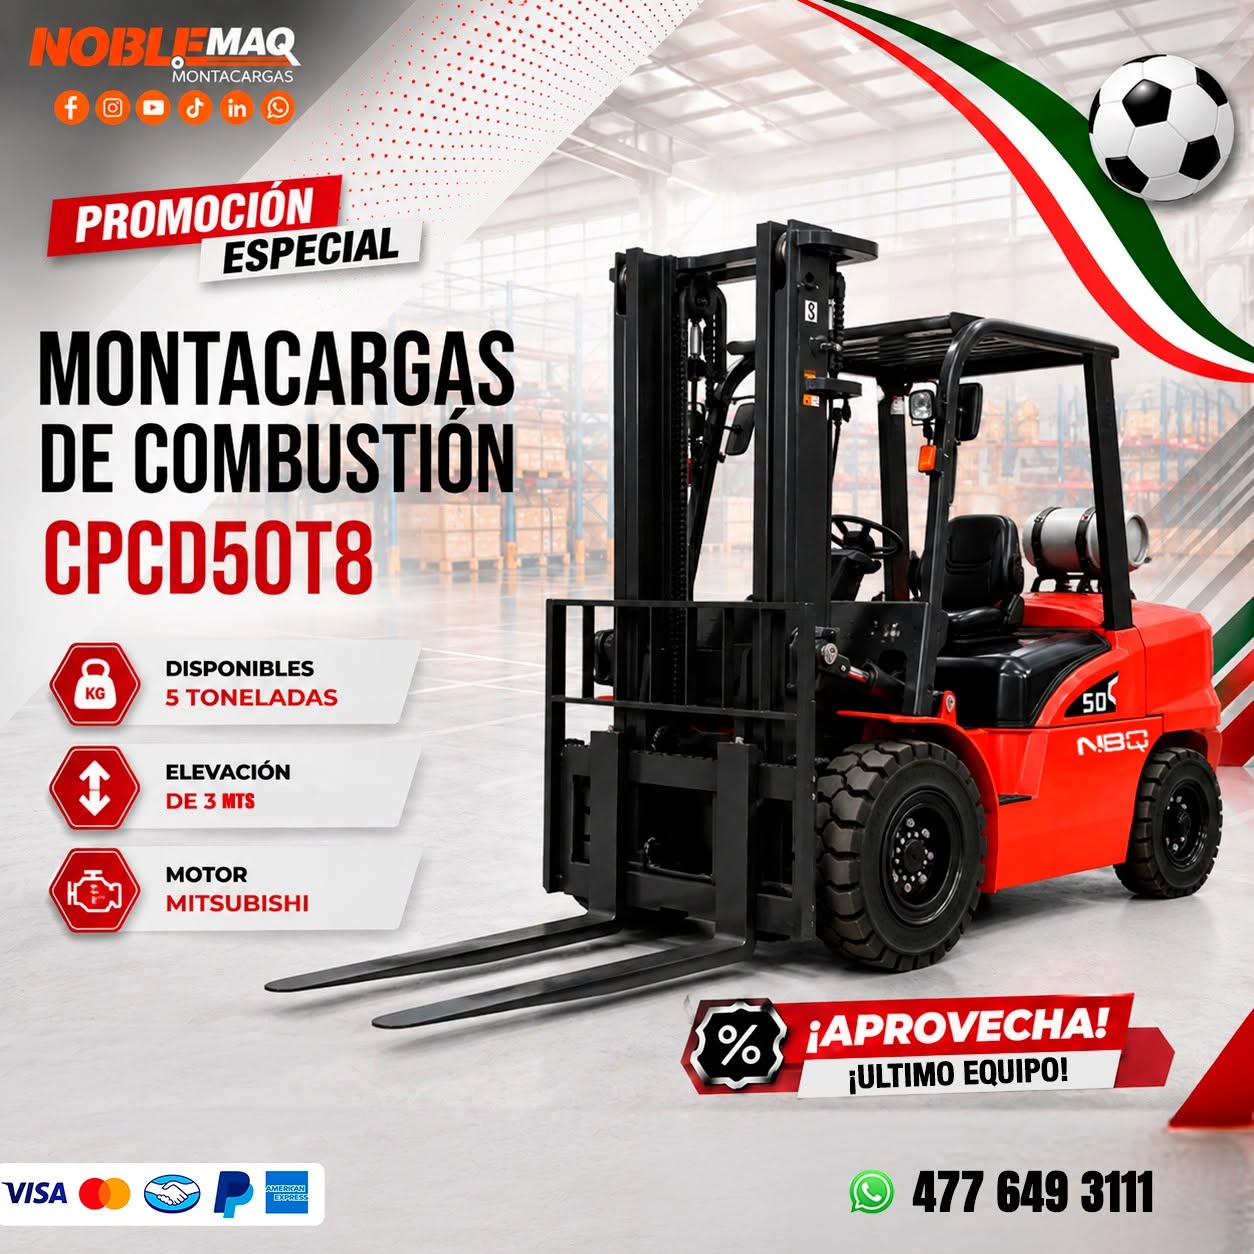 NOBLEMAQ
MONTACARGAS
PROMOCIÓN
ESPECIAL
MONTACARGAS
DE COMBUSTIÓN
CPCD50T8
KG
DISPONIBLES
5 TONELADAS
ELEVACIÓN
DE 3 MTS
MOTOR
MITSUBISHI
50
NBQ
%
¡APROVECHA!
¡ULTIMO EQUIPO!
VISA
AMERICAN
EXPRESS
477 649 3111